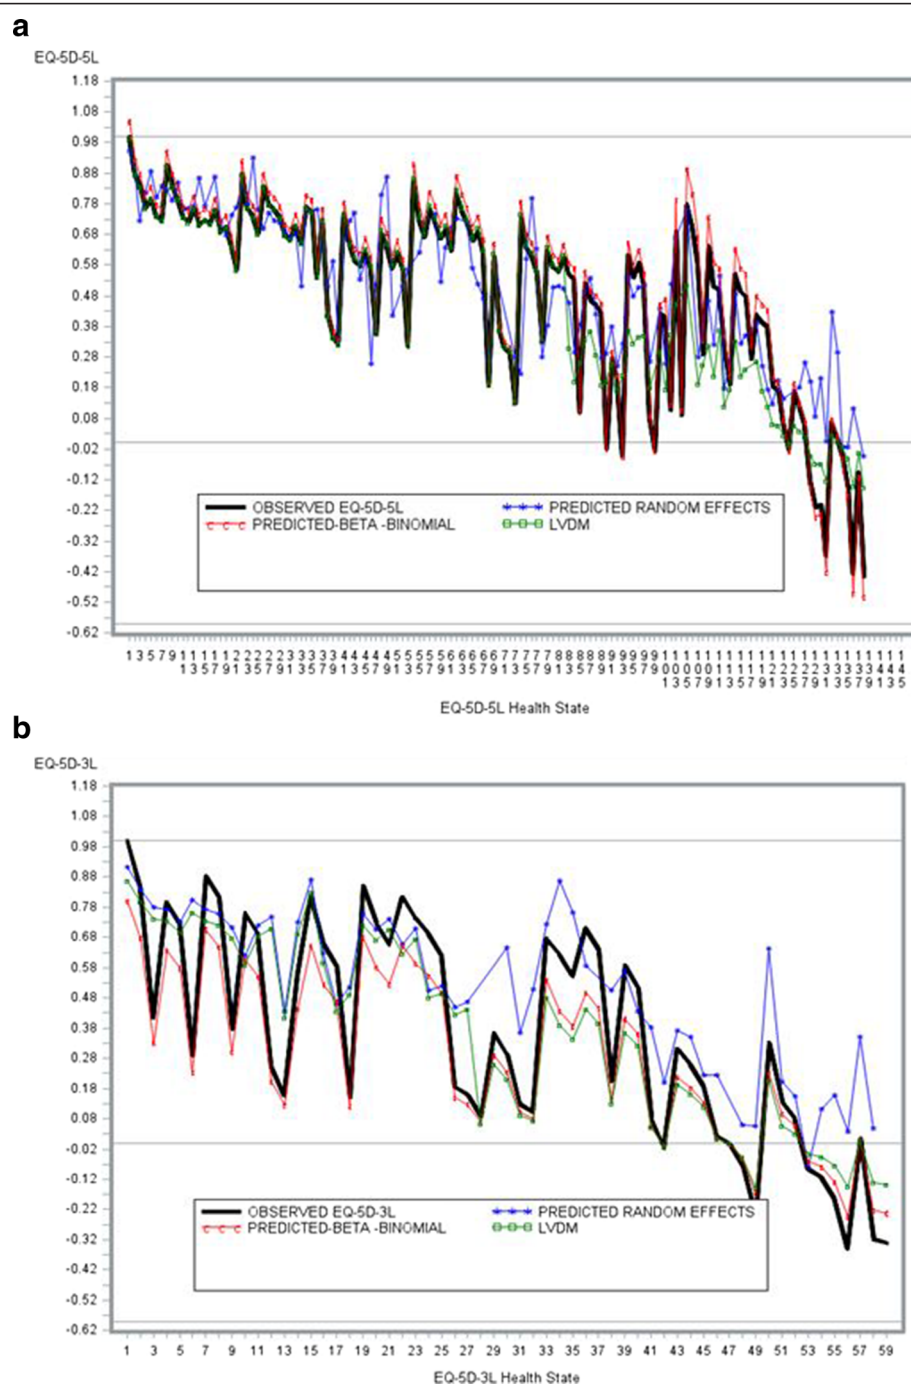 a
EQ-5D-5L
1.18
1.08
0.98
0.88
0.78
0.68
0.58
0.48
0.38
0.28
0.18
0.08
-0.02
-0.12
-0.22
-0.32
-0.42
-0.52
-0.62
OBSERVED EQ-5D-5L
PREDICTED RANDOM EFFECTS
PREDICTED-BETA -BINOMIAL
LVDM
EQ-5D-5L Health State
b
EQ-5D-3L
1.18
1.08
0.98
0.88
0.78
0.68
0.58
0.48
0.38
0.28
0.18
0.08
-0.02
-0.12
-0.22
-0.32
-0.42
-0.52
-0.62
OBSERVED EQ-5D-3L
PREDICTED RANDOM EFFECTS
PREDICTED-BETA -BINOMIAL
LVDM
1 3 5 7 9 11 13 15 17 19 21 23 25 27 29 31 33 35 37 39 41 43 45 47 49 51 53 55 57 59
EQ-5D-3L Health State